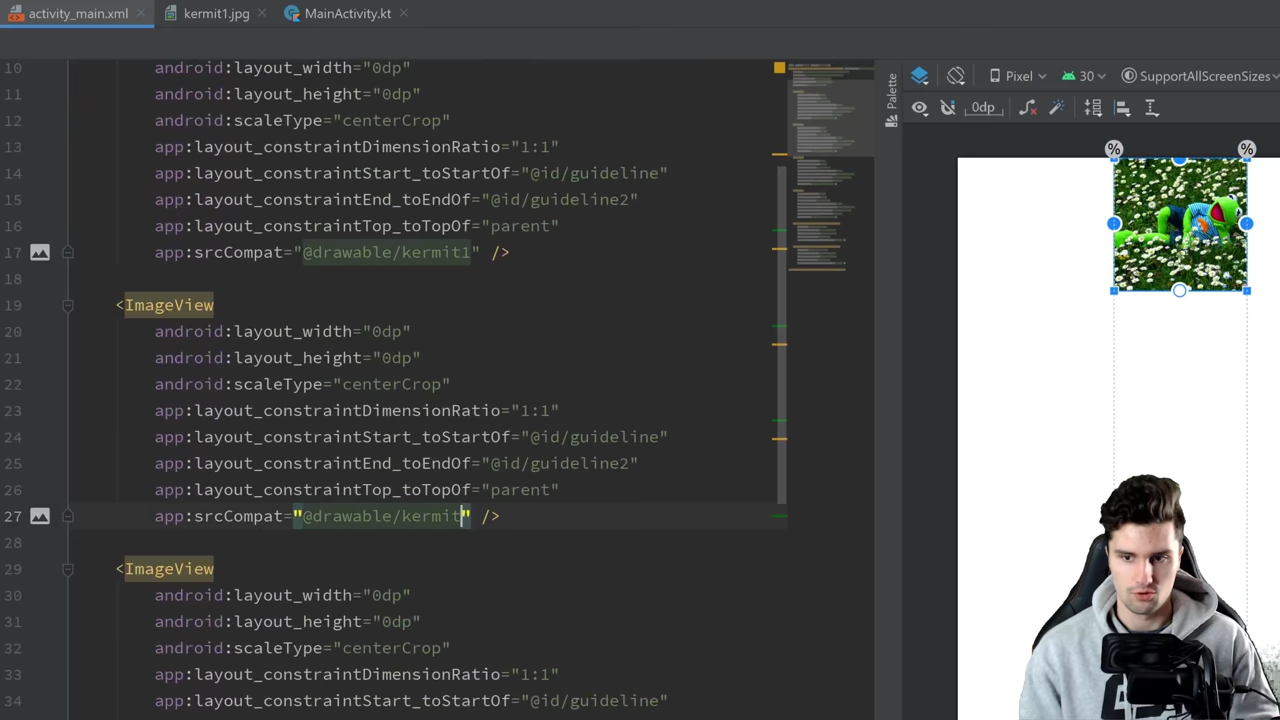 activity_main.xml
kermit1.jpg
MainActivity.kt
10 android:layout_width="0dp"
11 android:layout_height="0dp"
12 android:scaleType="centerCrop"
13 app:layout_constraintDimensionRatio="1:1"
14 app:layout_constraintStart_toStartOf="@id/guideline"
15 app:layout_constraintEnd_toEndOf="@id/guideline2"
16 app:layout_constraintTop_toTopOf="parent"
17 app:srcCompat="@drawable/kermit1" />
18
19 <ImageView
20 android:layout_width="0dp"
21 android:layout_height="0dp"
22 android:scaleType="centerCrop"
23 app:layout_constraintDimensionRatio="1:1"
24 app:layout_constraintStart_toStartOf="@id/guideline"
25 app:layout_constraintEnd_toEndOf="@id/guideline2"
26 app:layout_constraintTop_toTopOf="parent"
27 app:srcCompat="@drawable/kermit" />
28
29 <ImageView
30 android:layout_width="0dp"
31 android:layout_height="0dp"
32 android:scaleType="centerCrop"
33 app:layout_constraintDimensionRatio="1:1"
34 app:layout_constraintStart_toStartOf="@id/guideline"
Palette
Pixel
30
SupportAllScreenSizes
0dp
%
%